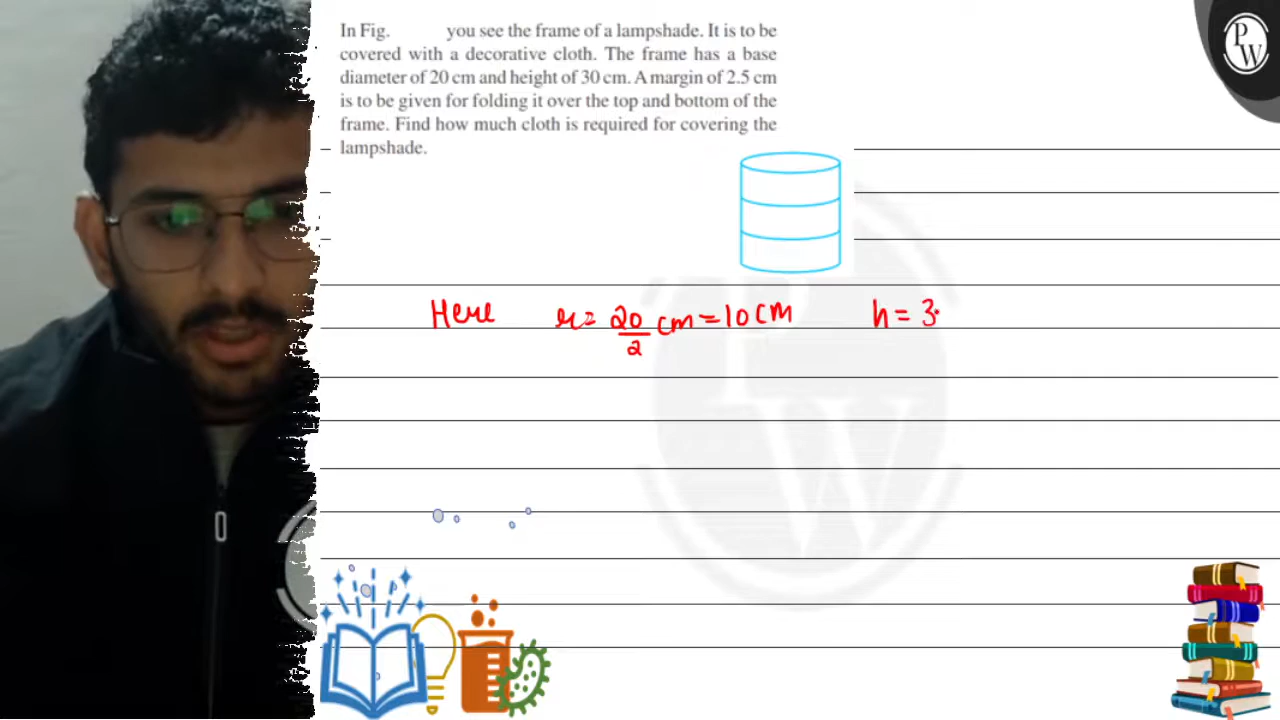 In Fig. you see the frame of a lampshade. It is to be
covered with a decorative cloth. The frame has a base
diameter of 20 cm and height of 30 cm. A margin of 2.5 cm
is to be given for folding it over the top and bottom of the
frame. Find how much cloth is required for covering the
lampshade.
Here r = 20/2 cm = 10 cm h = 3
PW